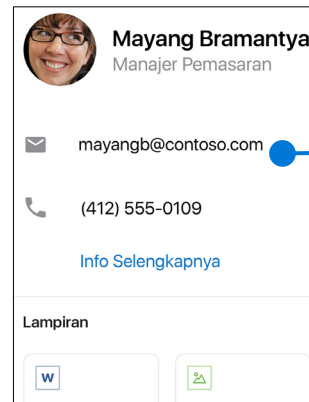 Mayang Bramantya
Manajer Pemasaran
mayangb@contoso.com
(412) 555-0109
Info Selengkapnya
Lampiran
W